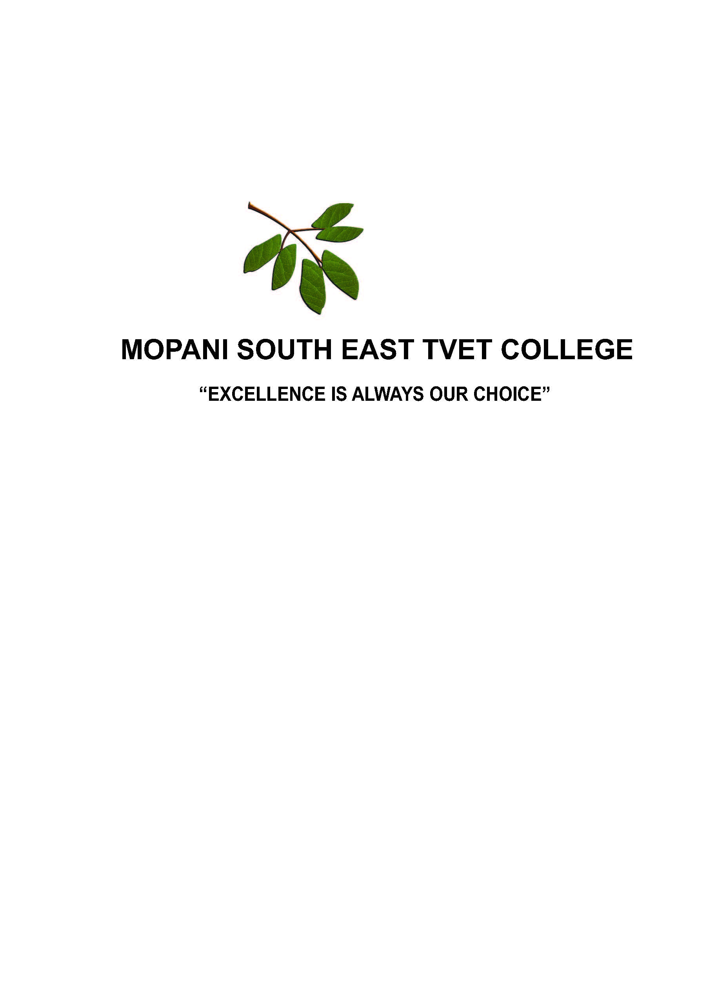 MOPANI SOUTH EAST TVET COLLEGE
“EXCELLENCE IS ALWAYS OUR CHOICE”